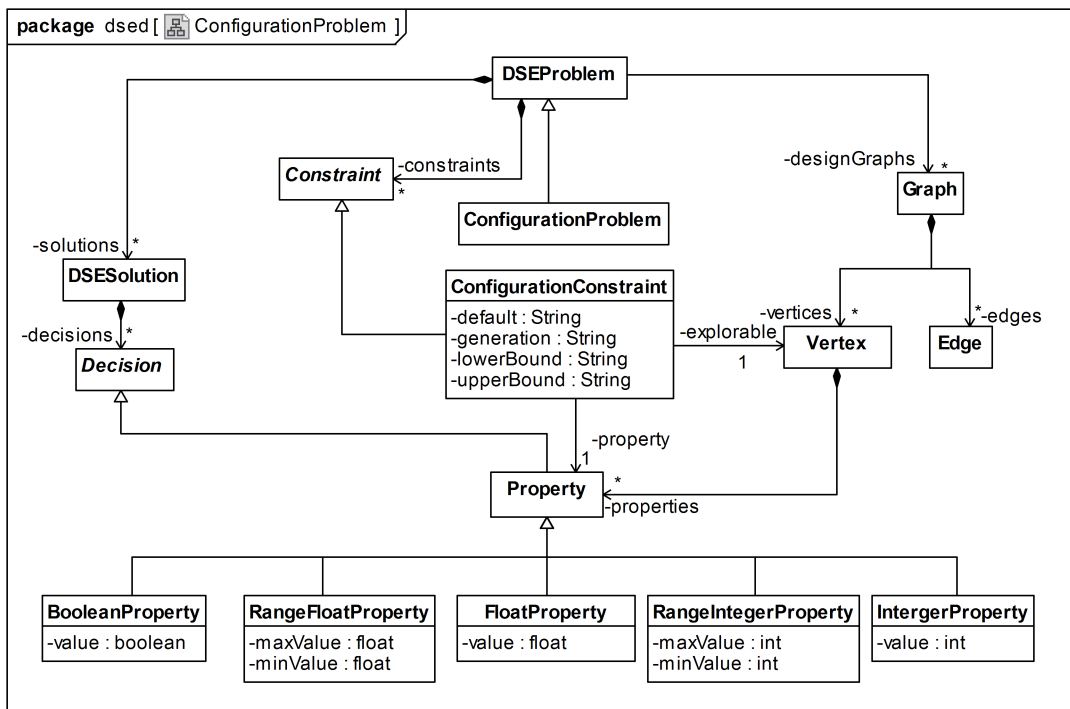 package dsed [ ConfigurationProblem ]
DSEProblem
-constraints
*
Constraint
-designGraphs
*
Graph
ConfigurationProblem
-solutions
*
DSESolution
-decisions
*
Decision
ConfigurationConstraint
-default : String
-generation : String
-lowerBound : String
-upperBound : String
-explorable
1
-vertices
*
Vertex
*
-edges
Edge
-property
1
Property
*
-properties
BooleanProperty
-value : boolean
RangeFloatProperty
-maxValue : float
-minValue : float
FloatProperty
-value : float
RangeIntegerProperty
-maxValue : int
-minValue : int
IntergerProperty
-value : int